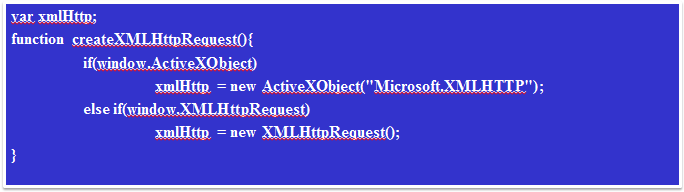 var xmlHttp;
function createXMLHttpRequest(){
if(window.ActiveXObject)
xmlHttp = new ActiveXObject("Microsoft.XMLHTTP");
else if(window.XMLHttpRequest)
xmlHttp = new XMLHttpRequest();
}